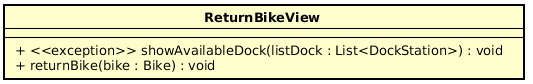 ReturnBikeView
+ <<exception>> showAvailableDock(listDock : List<DockStation>) : void
+ returnBike(bike : Bike) : void